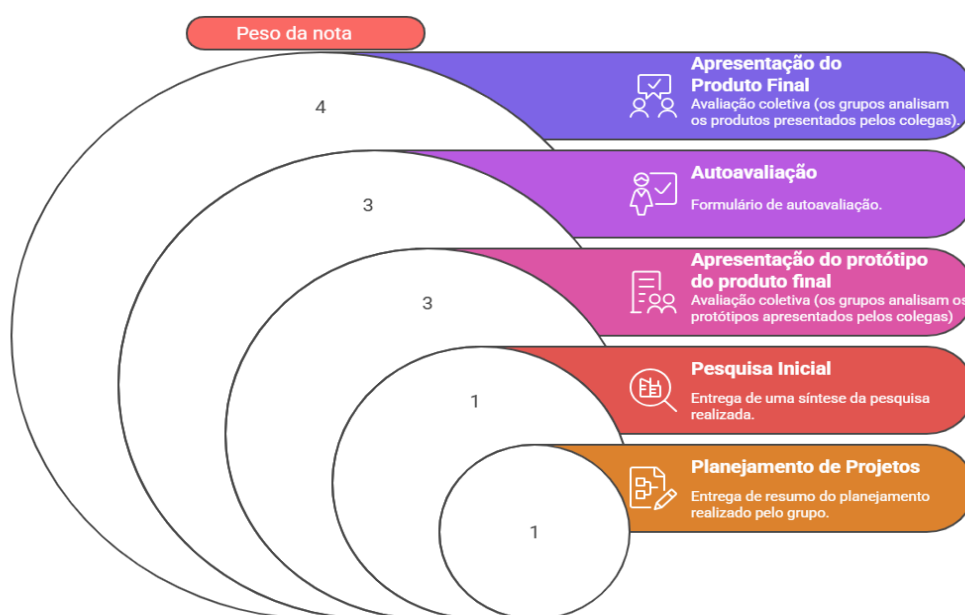 Peso da nota
4
Apresentação do
Produto Final
Avaliação coletiva (os grupos analisam
os produtos presentados pelos colegas).
3
Autoavaliação
Formulário de autoavaliação.
3
Apresentação do protótipo
do produto final
Avaliação coletiva (os grupos analisam os
protótipos apresentados pelos colegas)
1
Pesquisa Inicial
Entrega de uma síntese da pesquisa
realizada.
1
Planejamento de Projetos
Entrega de resumo do planejamento
realizado pelo grupo.